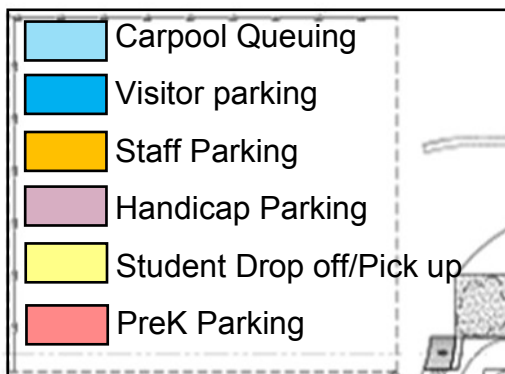 Carpool Queuing
Visitor parking
Staff Parking
Handicap Parking
Student Drop off/Pick up
PreK Parking